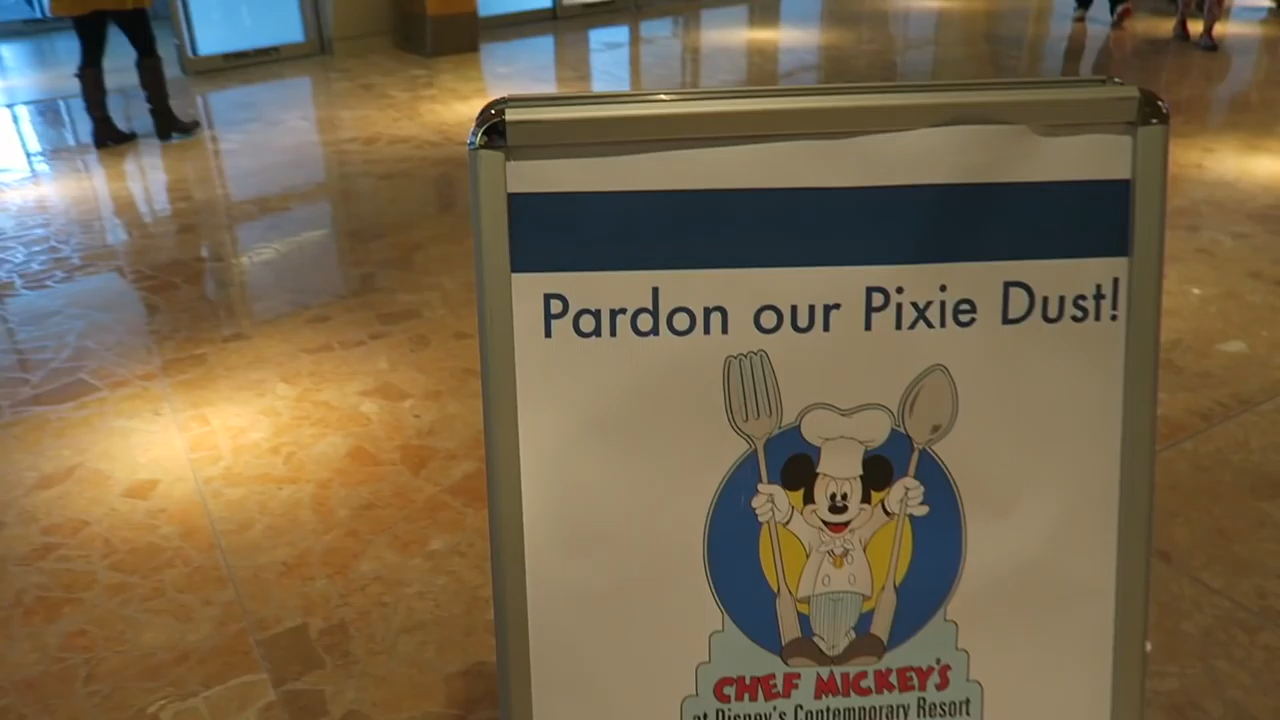 Pardon our Pixie Dust!
CHEF MICKEY'S
at Disney's Contemporary Resort